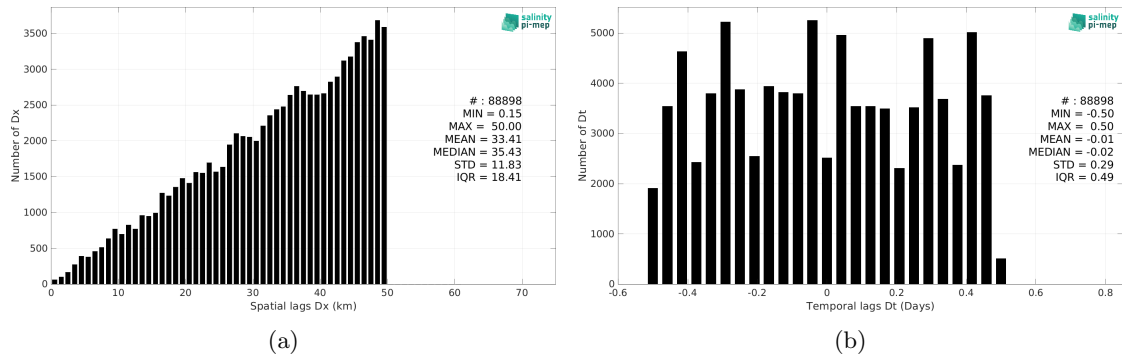 salinity
pi-mep
3500
3000
2500
2000
1500
1000
500
0
Number of Dx
# : 88898
MIN = 0.15
MAX = 50.00
MEAN = 33.41
MEDIAN = 35.43
STD = 11.83
IQR = 18.41
0 10 20 30 40 50 60 70
Spatial lags Dx (km)
(a)
salinity
pi-mep
5000
4000
3000
2000
1000
0
Number of Dt
# : 88898
MIN = -0.50
MAX = 0.50
MEAN = -0.01
MEDIAN = -0.02
STD = 0.29
IQR = 0.49
-0.6 -0.4 -0.2 0 0.2 0.4 0.6 0.8
Temporal lags Dt (Days)
(b)